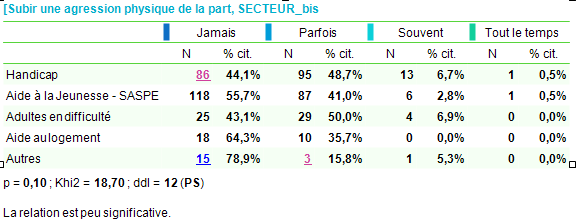 [Subir une agression physique de la part, SECTEUR_bis
Jamais Parfois Souvent Tout le temps
N % cit. N % cit. N % cit. N % cit.
Handicap 86 44,1% 95 48,7% 13 6,7% 1 0,5%
Aide à la Jeunesse - SASPE 118 55,7% 87 41,0% 6 2,8% 1 0,5%
Adultes en difficulté 25 43,1% 29 50,0% 4 6,9% 0 0,0%
Aide au logement 18 64,3% 10 35,7% 0 0,0% 0 0,0%
Autres 15 78,9% 3 15,8% 1 5,3% 0 0,0%
p = 0,10 ; Khi2 = 18,70 ; ddl = 12 (PS)
La relation est peu significative.